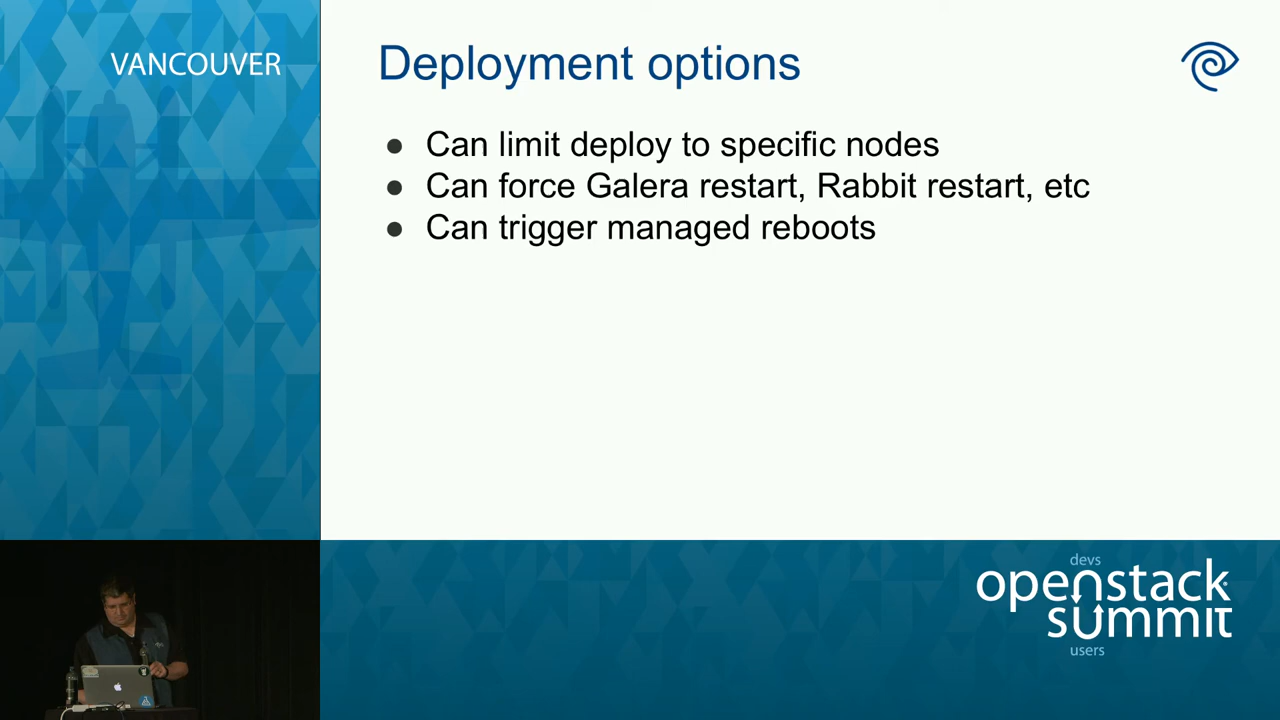 VANCOUVER
Deployment options
● Can limit deploy to specific nodes
● Can force Galera restart, Rabbit restart, etc
● Can trigger managed reboots
devs
openstack
summit
users